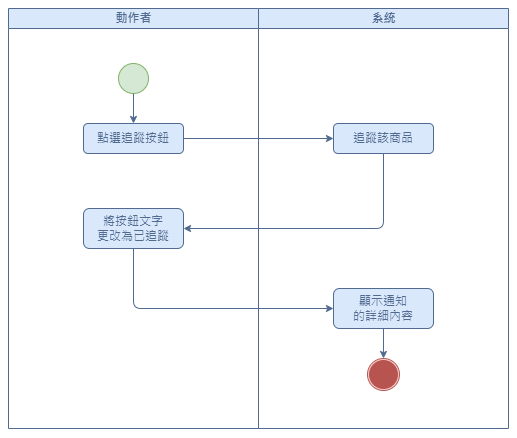 動作者
系統
點選追蹤按鈕
追蹤該商品
將按鈕文字
更改為已追蹤
顯示通知
的詳細內容